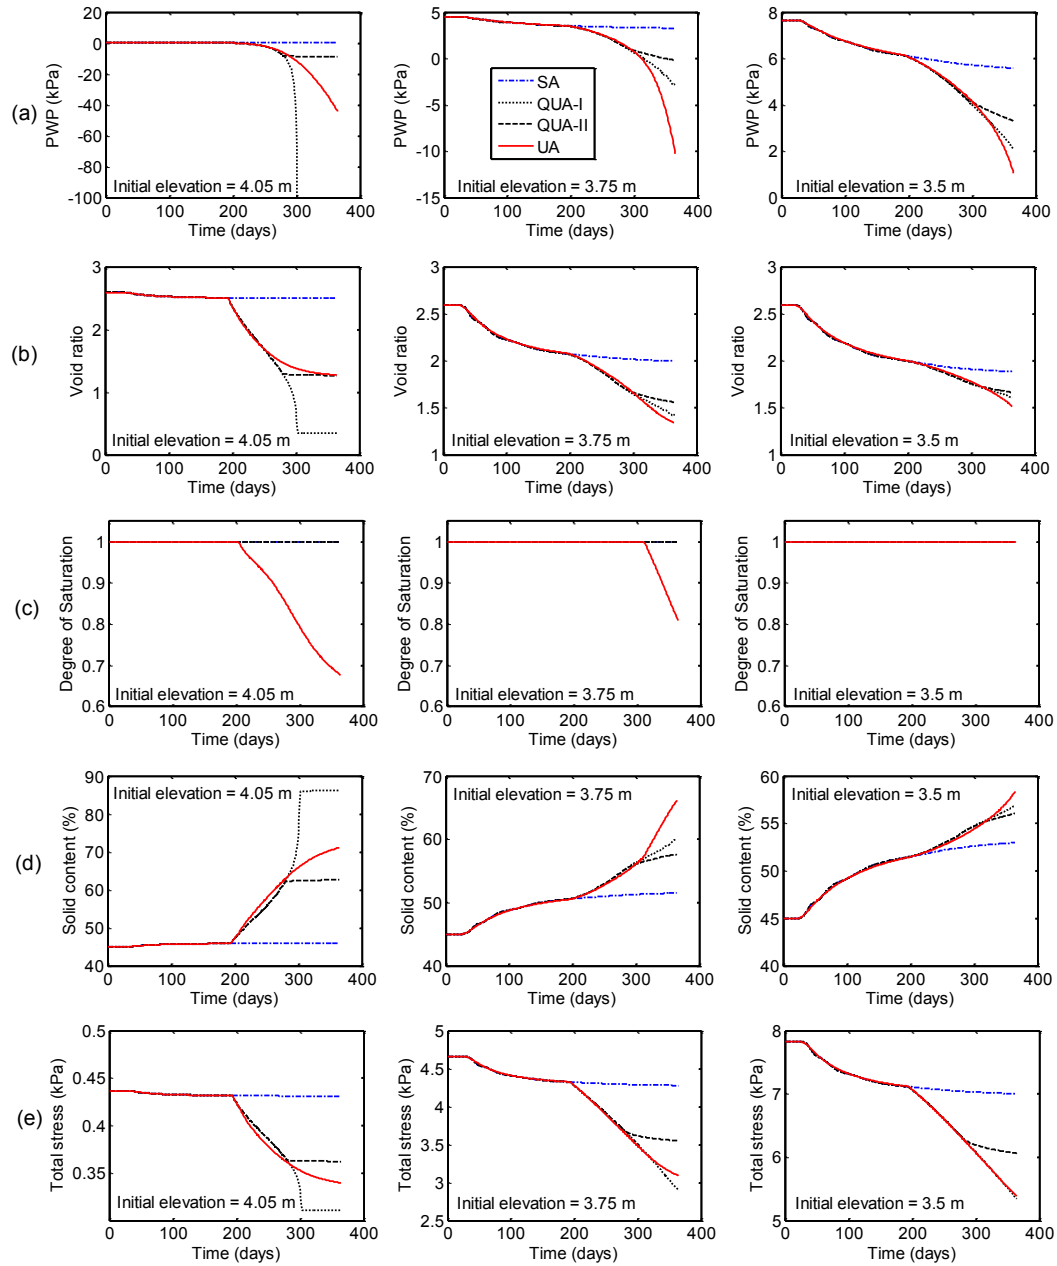 (a)
PWP (kPa)
20
0
-20
-40
-60
-80
-100
Initial elevation = 4.05 m
0 100 200 300 400
Time (days)
PWP (kPa)
5
0
-5
-10
-15
SA
QUA-I
QUA-II
UA
Initial elevation = 3.75 m
0 100 200 300 400
Time (days)
PWP (kPa)
8
6
4
2
0
Initial elevation = 3.5 m
0 100 200 300 400
Time (days)
(b)
Void ratio
3
2
1
0
Initial elevation = 4.05 m
0 100 200 300 400
Time (days)
Void ratio
3
2.5
2
1.5
1
Initial elevation = 3.75 m
0 100 200 300 400
Time (days)
Void ratio
3
2.5
2
1.5
1
Initial elevation = 3.5 m
0 100 200 300 400
Time (days)
(c)
Degree of Saturation
1
0.9
0.8
0.7
0.6
Initial elevation = 4.05 m
0 100 200 300 400
Time (days)
Degree of Saturation
1
0.9
0.8
0.7
0.6
Initial elevation = 3.75 m
0 100 200 300 400
Time (days)
Degree of Saturation
1
0.9
0.8
0.7
0.6
Initial elevation = 3.5 m
0 100 200 300 400
Time (days)
(d)
Solid content (%)
90
80
70
60
50
40
Initial elevation = 4.05 m
0 100 200 300 400
Time (days)
Solid content (%)
70
60
50
40
Initial elevation = 3.75 m
0 100 200 300 400
Time (days)
Solid content (%)
60
55
50
45
40
Initial elevation = 3.5 m
0 100 200 300 400
Time (days)
(e)
Total stress (kPa)
0.5
0.45
0.4
0.35
Initial elevation = 4.05 m
0 100 200 300 400
Time (days)
Total stress (kPa)
5
4.5
4
3.5
3
2.5
Initial elevation = 3.75 m
0 100 200 300 400
Time (days)
Total stress (kPa)
8
7
6
5
Initial elevation = 3.5 m
0 100 200 300 400
Time (days)